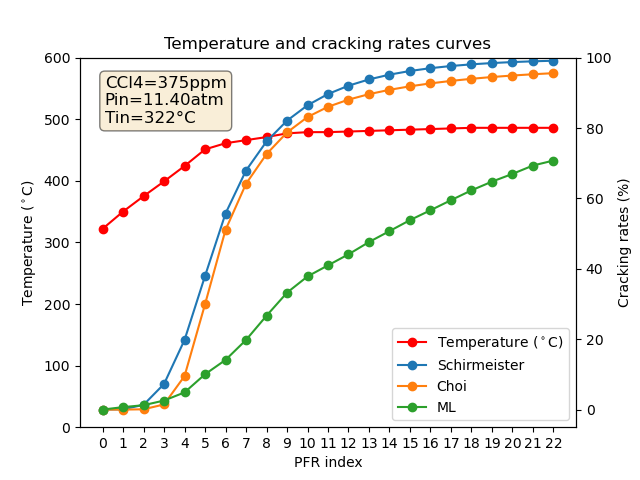 Temperature and cracking rates curves
CCl4=375ppm
Pin=11.40atm
Tin=322°C
Temperature (°C)
600
500
400
300
200
100
0
100
80
60
40
20
0
Cracking rates (%)
Temperature (°C)
Schirmeister
Choi
ML
0 1 2 3 4 5 6 7 8 9 10 11 12 13 14 15 16 17 18 19 20 21 22
PFR index